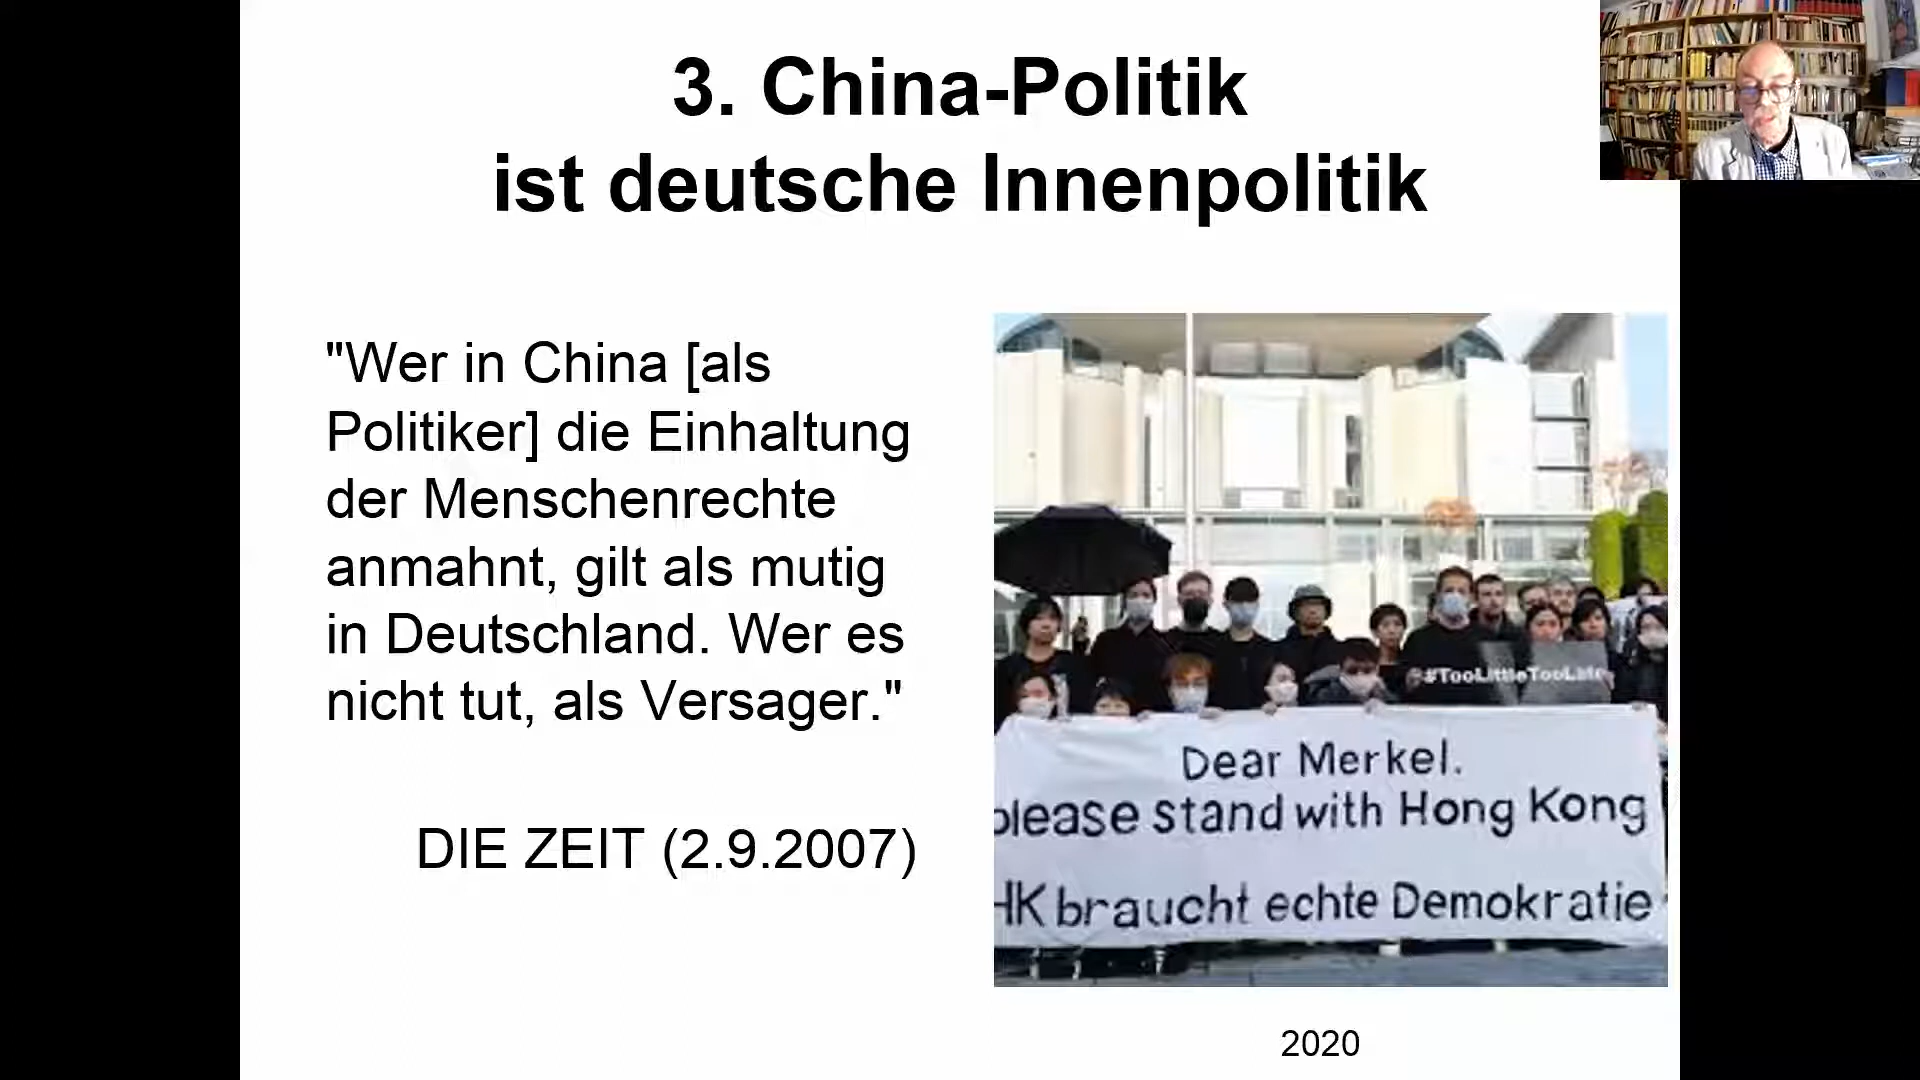 3. China-Politik
ist deutsche Innenpolitik
"Wer in China [als
Politiker] die Einhaltung
der Menschenrechte
anmahnt, gilt als mutig
in Deutschland. Wer es
nicht tut, als Versager."
DIE ZEIT (2.9.2007)
#TooLittleTooLate
Dear Merkel.
please stand with Hong Kong
HK braucht echte Demokratie
2020